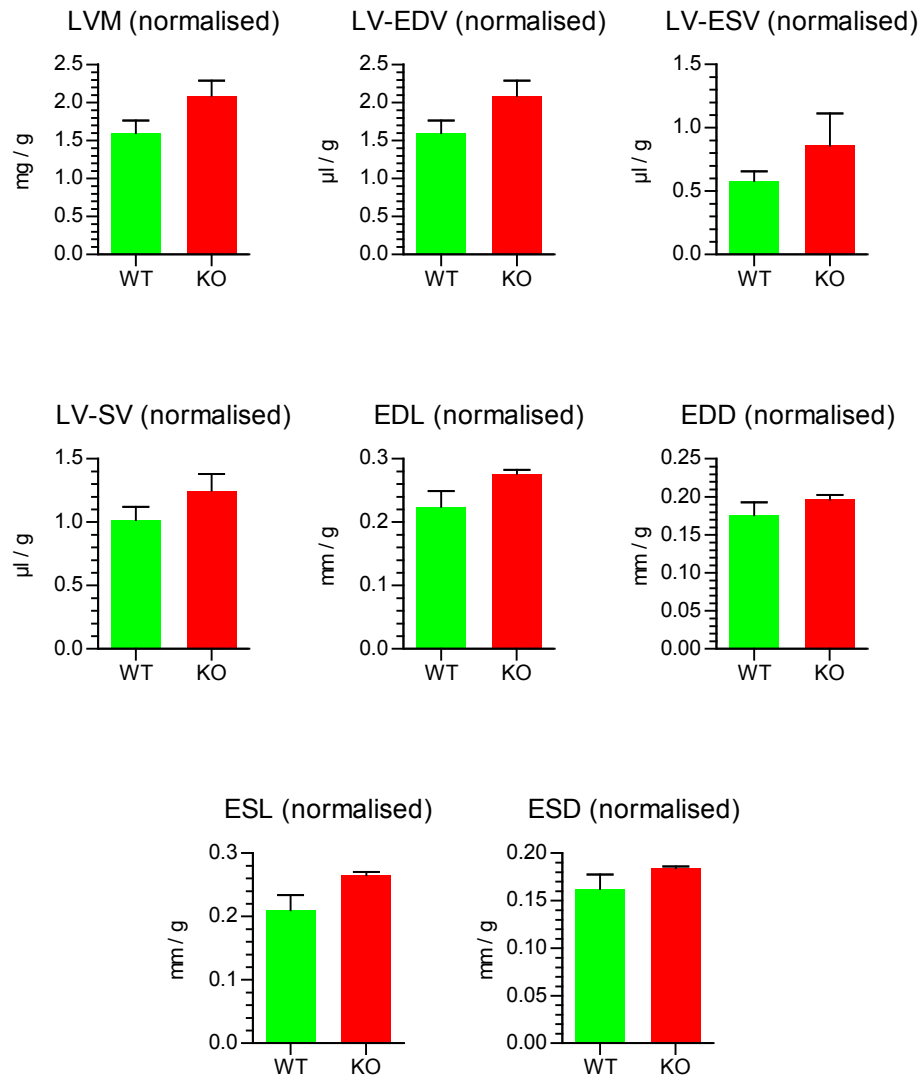 LVM (normalised)
2.5
2.0
1.5
1.0
0.5
0.0
mg / g
WT KO
LV-EDV (normalised)
2.5
2.0
1.5
1.0
0.5
0.0
µl / g
WT KO
LV-ESV (normalised)
1.5
1.0
0.5
0.0
µl / g
WT KO
LV-SV (normalised)
1.5
1.0
0.5
0.0
µl / g
WT KO
EDL (normalised)
0.3
0.2
0.1
0.0
mm / g
WT KO
EDD (normalised)
0.25
0.20
0.15
0.10
0.05
0.00
mm / g
WT KO
ESL (normalised)
0.3
0.2
0.1
0.0
mm / g
WT KO
ESD (normalised)
0.20
0.15
0.10
0.05
0.00
mm / g
WT KO